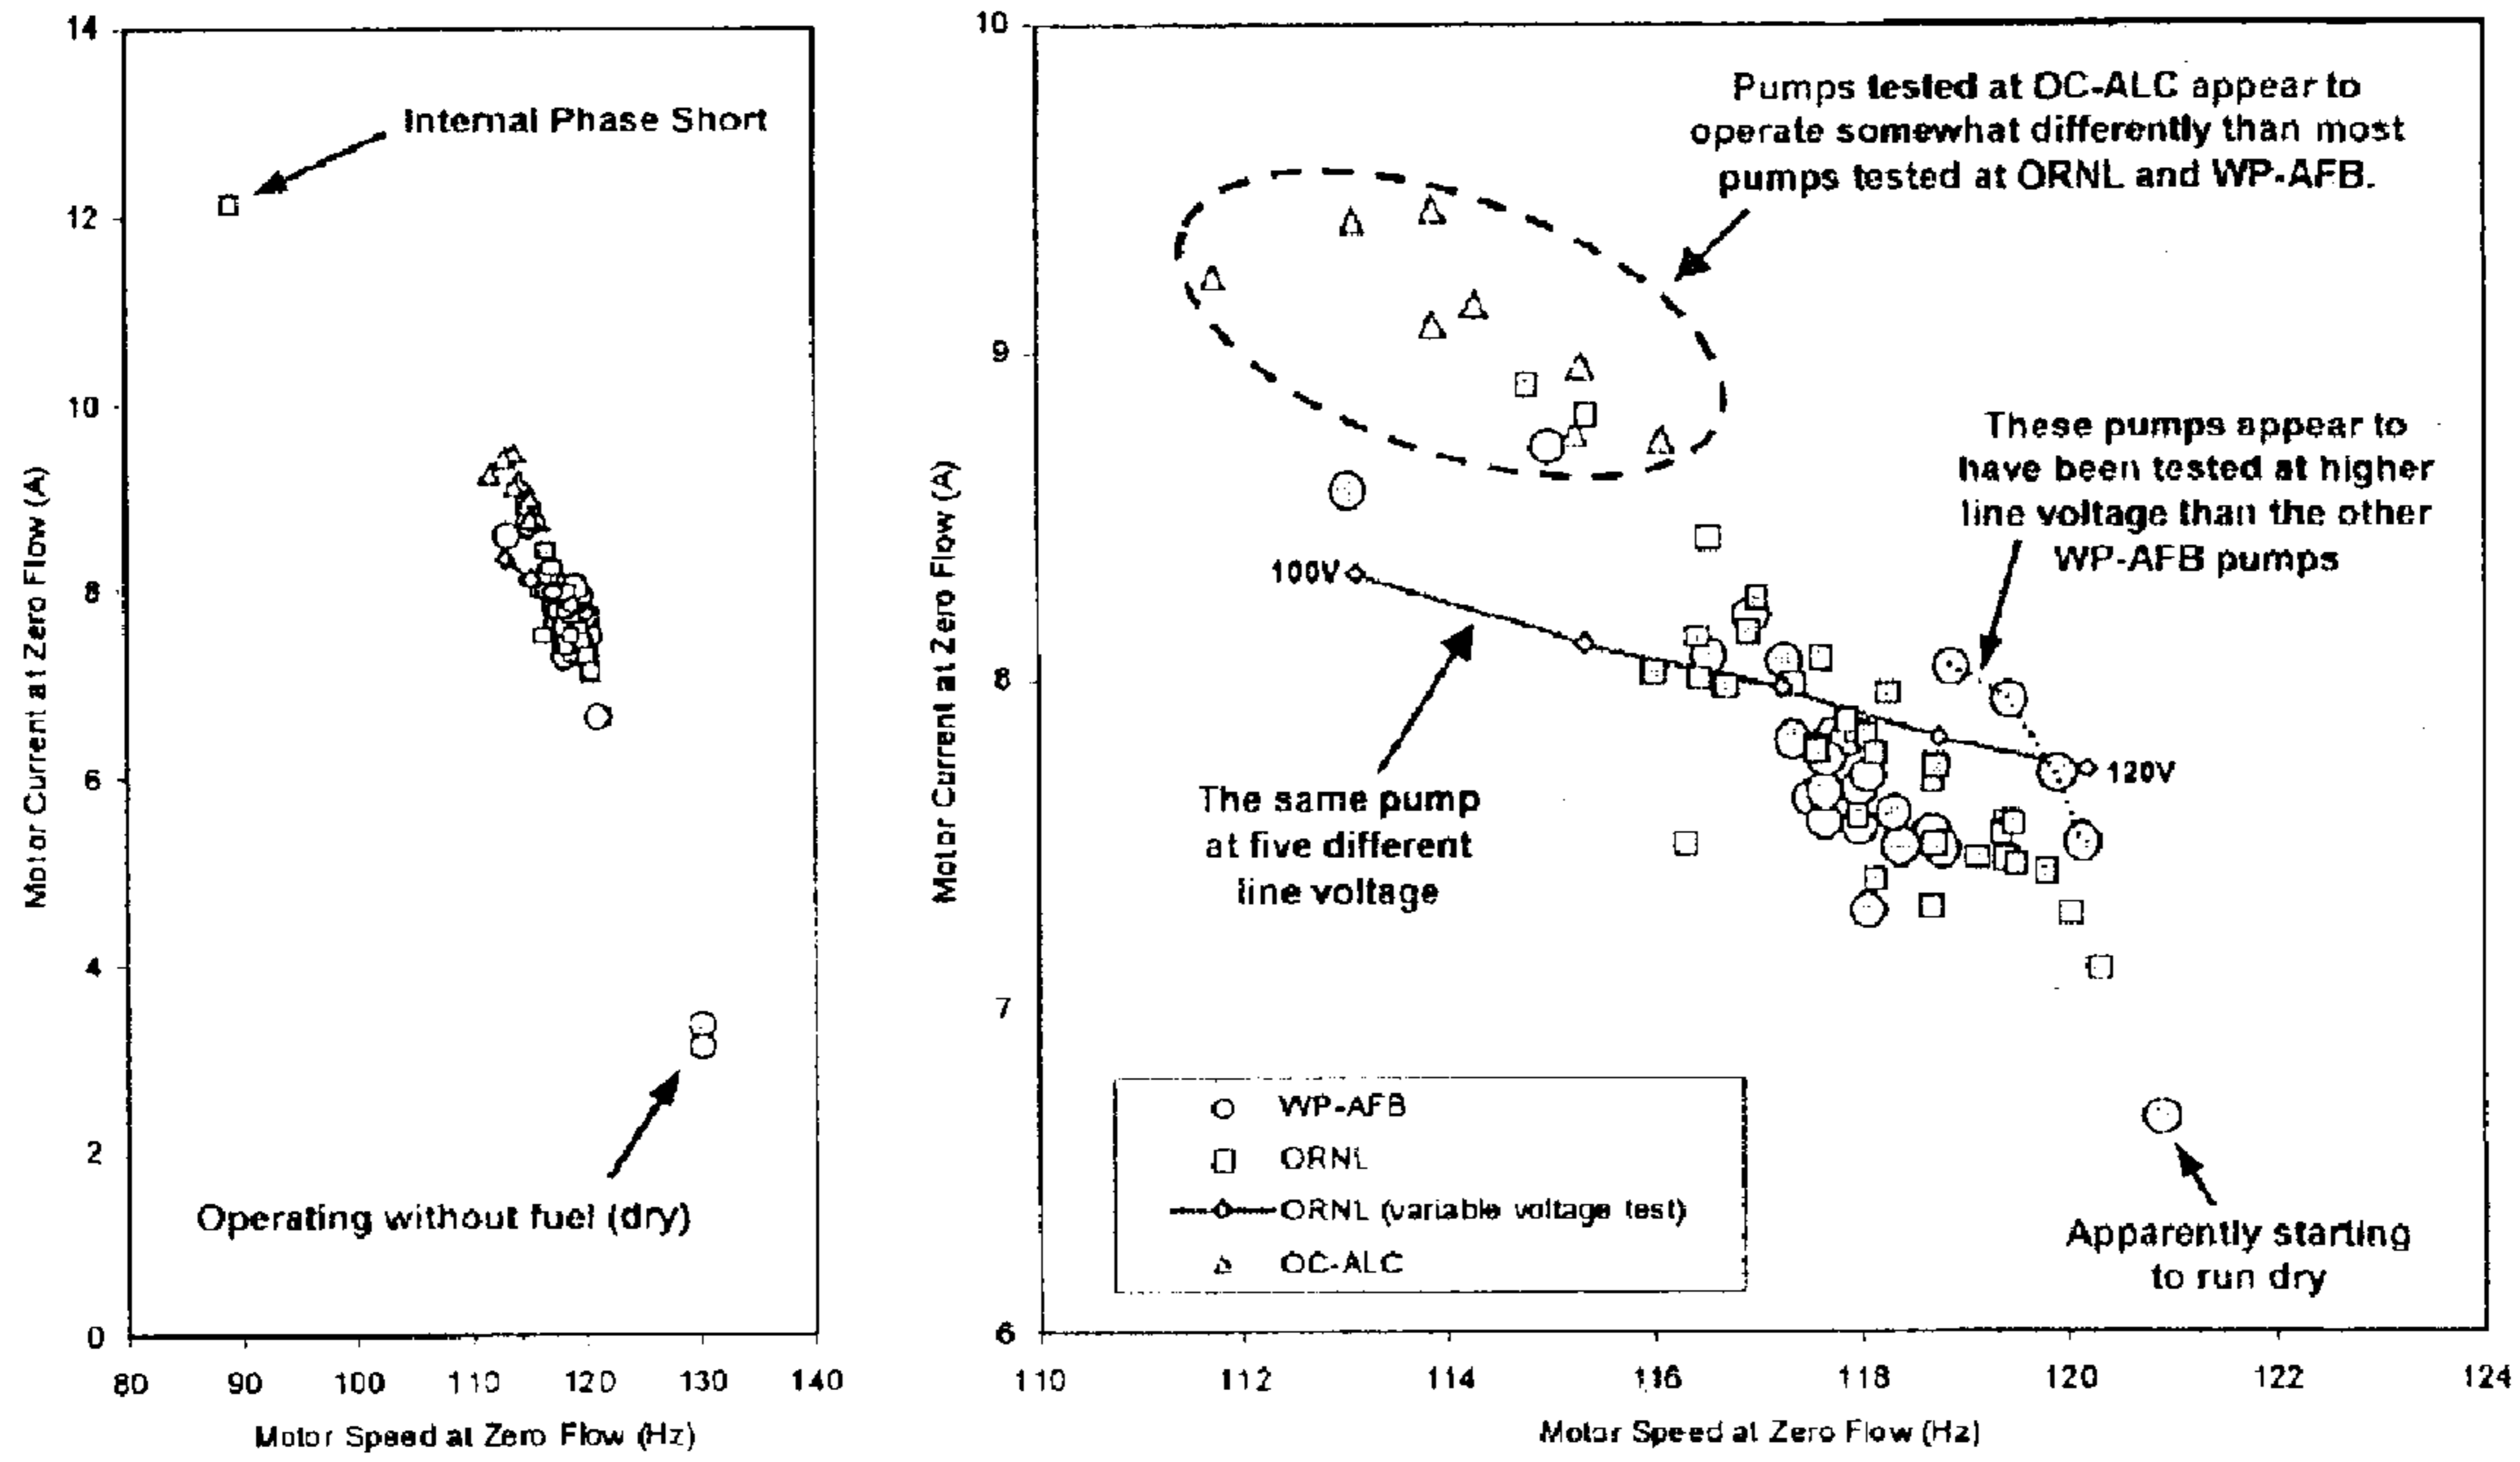 14
12
10
8
6
4
2
0
80
90
100
110
120
130
140
Motor Current at Zero Flow (A)
Motor Speed at Zero Flow (Hz)
Internal Phase Short
Operating without fuel (dry)
10
9
8
7
6
110
112
114
116
118
120
122
124
Motor Current at Zero Flow (A)
Motor Speed at Zero Flow (Hz)
Pumps tested at OC-ALC appear to
operate somewhat differently than most
pumps tested at ORNL and WP-AFB.
These pumps appear to
have been tested at higher
line voltage than the other
WP-AFB pumps
100V
120V
The same pump
at five different
line voltage
WP-AFB
ORNL
ORNL (variable voltage test)
OC-ALC
Apparently starting
to run dry